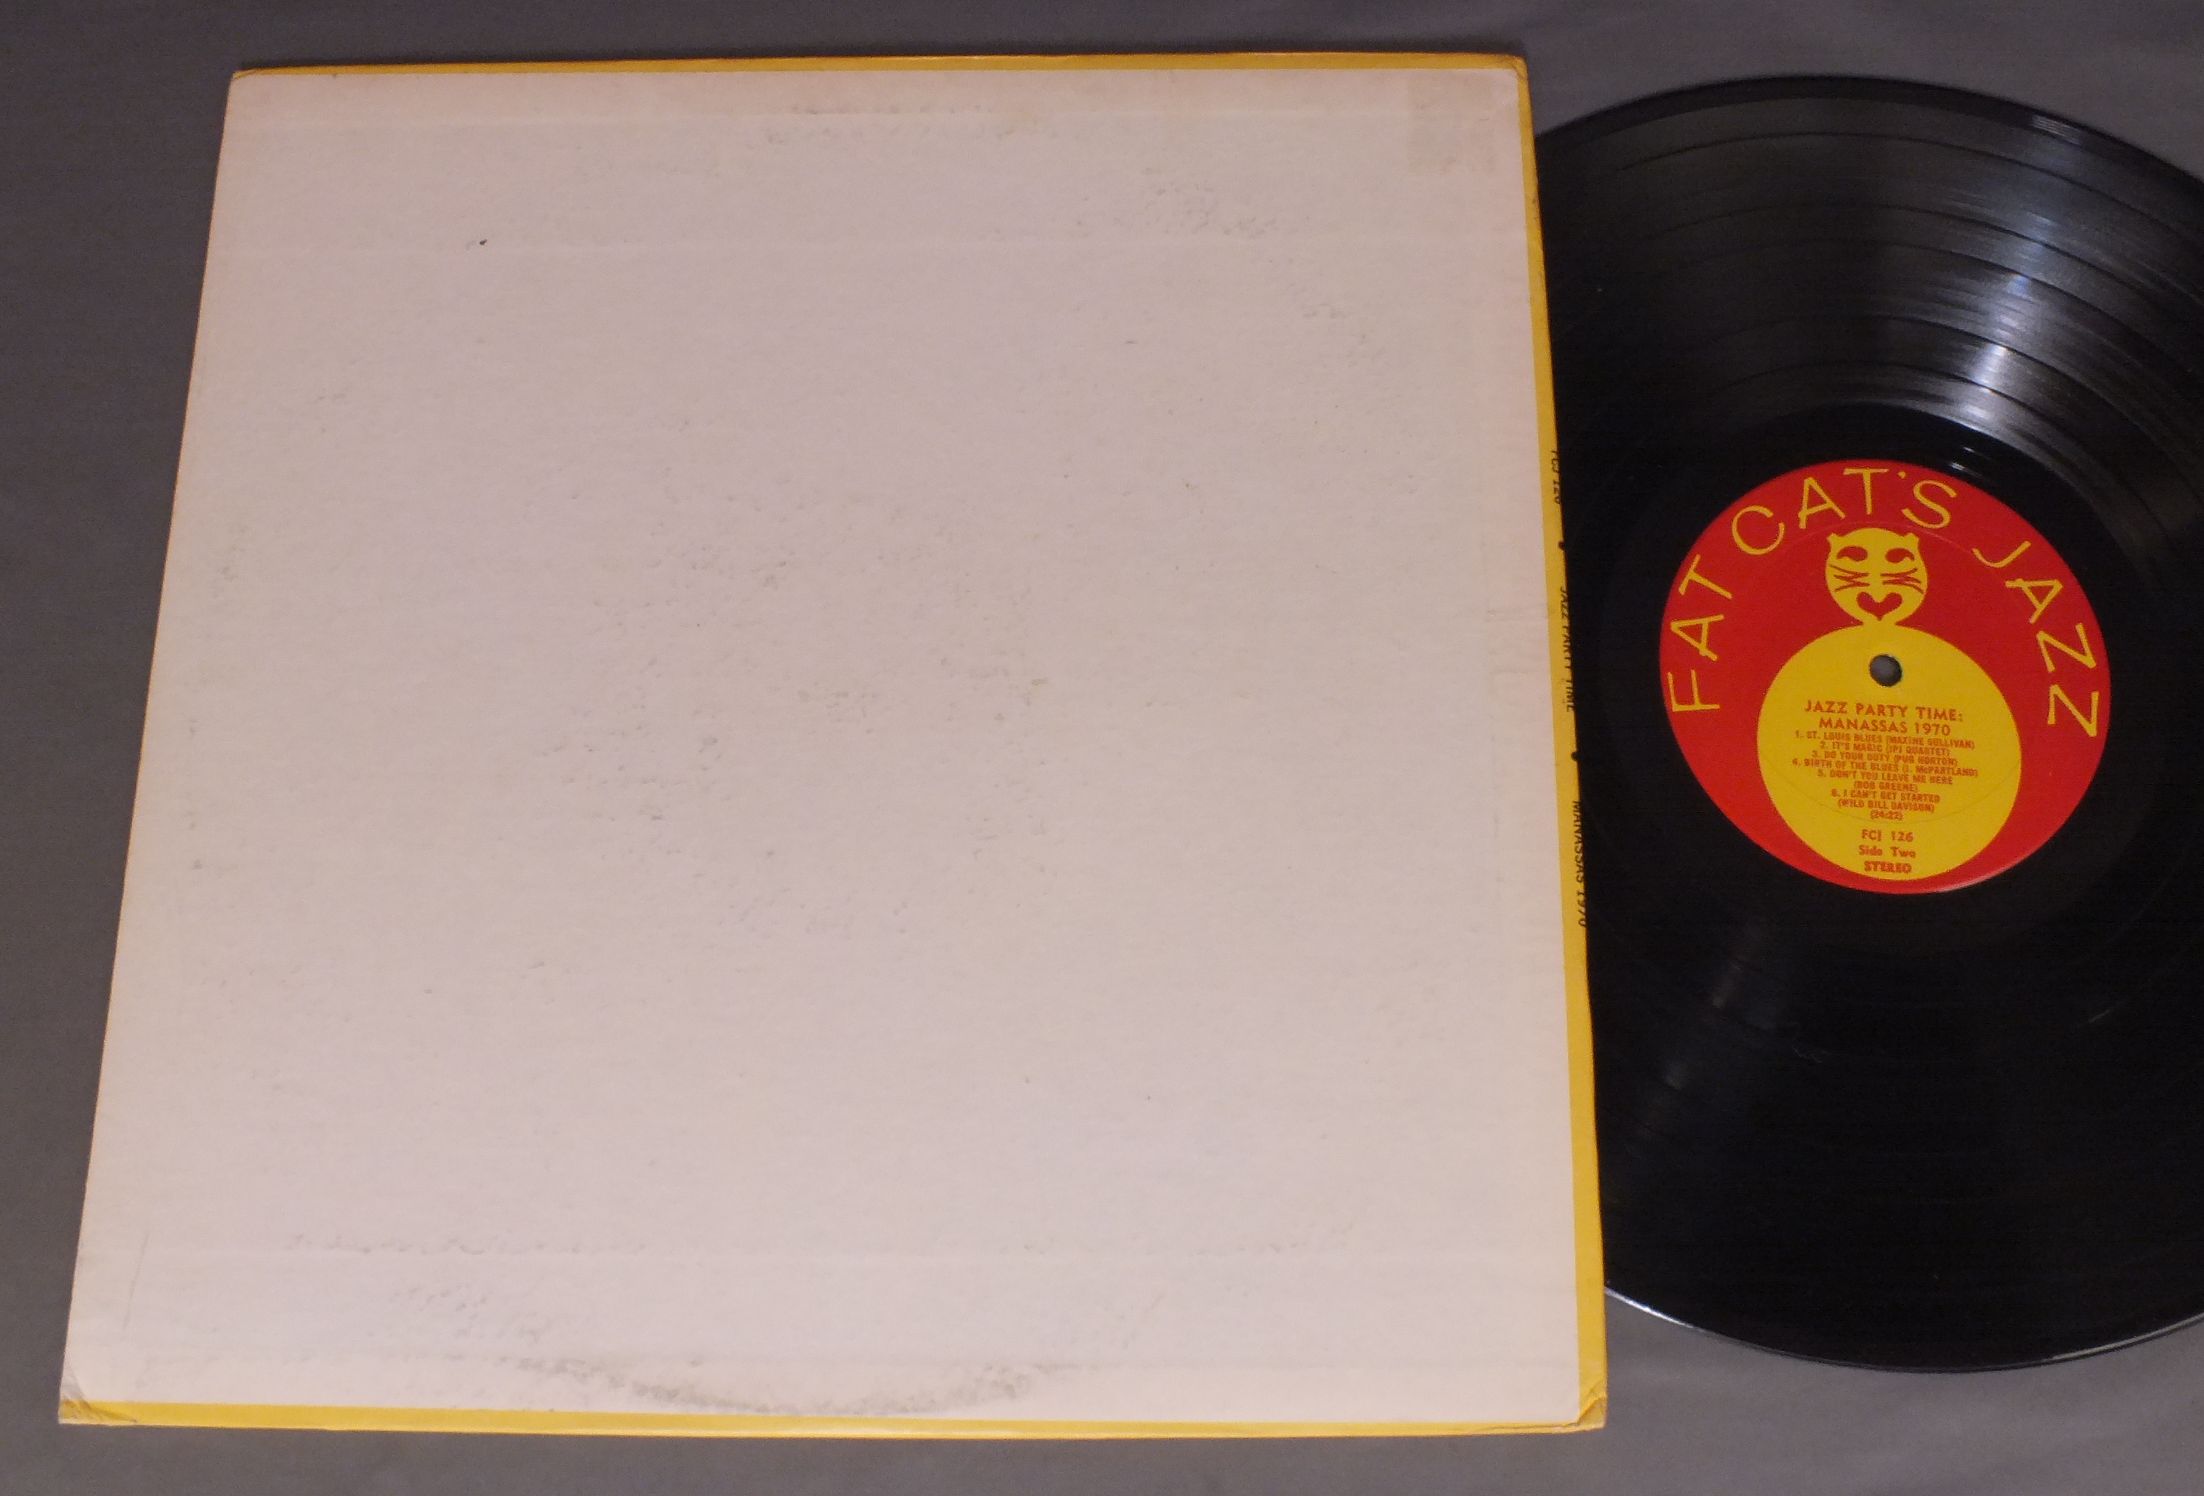 FCJ 126 • JAZZ PARTY TIME • MANASSAS 1970
FAT CAT'S JAZZ
JAZZ PARTY TIME:
MANASSAS 1970
1. ST. LOUIS BLUES (MAXINE SULLIVAN)
2. IT'S MAGIC (IPJ QUARTET)
3. DO YOUR DUTY (PUG HORTON)
4. BIRTH OF THE BLUES (J. McPARTLAND)
5. DON'T YOU LEAVE ME HERE
(BOB GREENE)
6. I CAN'T GET STARTED
(WILD BILL DAVISON)
(24:22)
FCJ 126
Side Two
STEREO